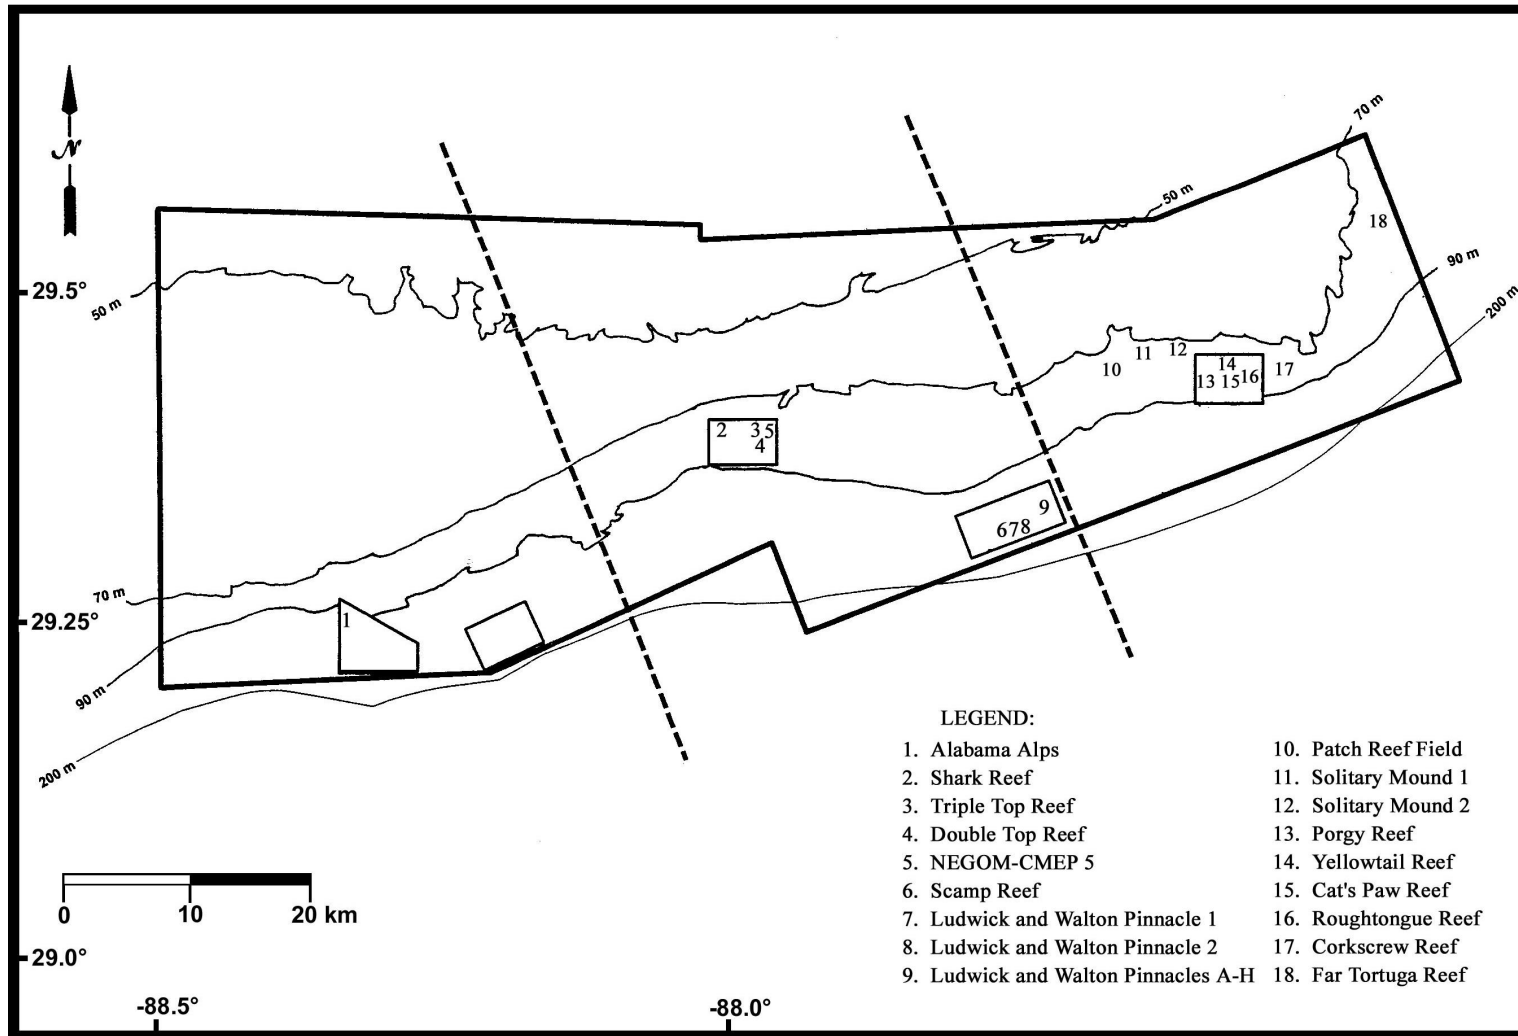 70 m
50 m
N
18
90 m
29.5°
50 m
200 m
12
11
10
14
17
13 15 16
2 3 5
4
9
678
70 m
1
29.25°
90 m
200 m
LEGEND:
1. Alabama Alps
2. Shark Reef
3. Triple Top Reef
4. Double Top Reef
5. NEGOM-CMEP 5
6. Scamp Reef
7. Ludwick and Walton Pinnacle 1
8. Ludwick and Walton Pinnacle 2
9. Ludwick and Walton Pinnacles A-H
10. Patch Reef Field
11. Solitary Mound 1
12. Solitary Mound 2
13. Porgy Reef
14. Yellowtail Reef
15. Cat's Paw Reef
16. Roughtongue Reef
17. Corkscrew Reef
18. Far Tortuga Reef
0 10 20 km
29.0°
-88.5° -88.0°